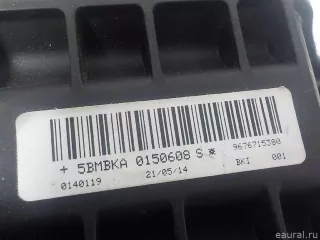 + 5BMBKA 0150608 S *
9676715380
0140119 21/05/14 BKI 001
eaural.ru